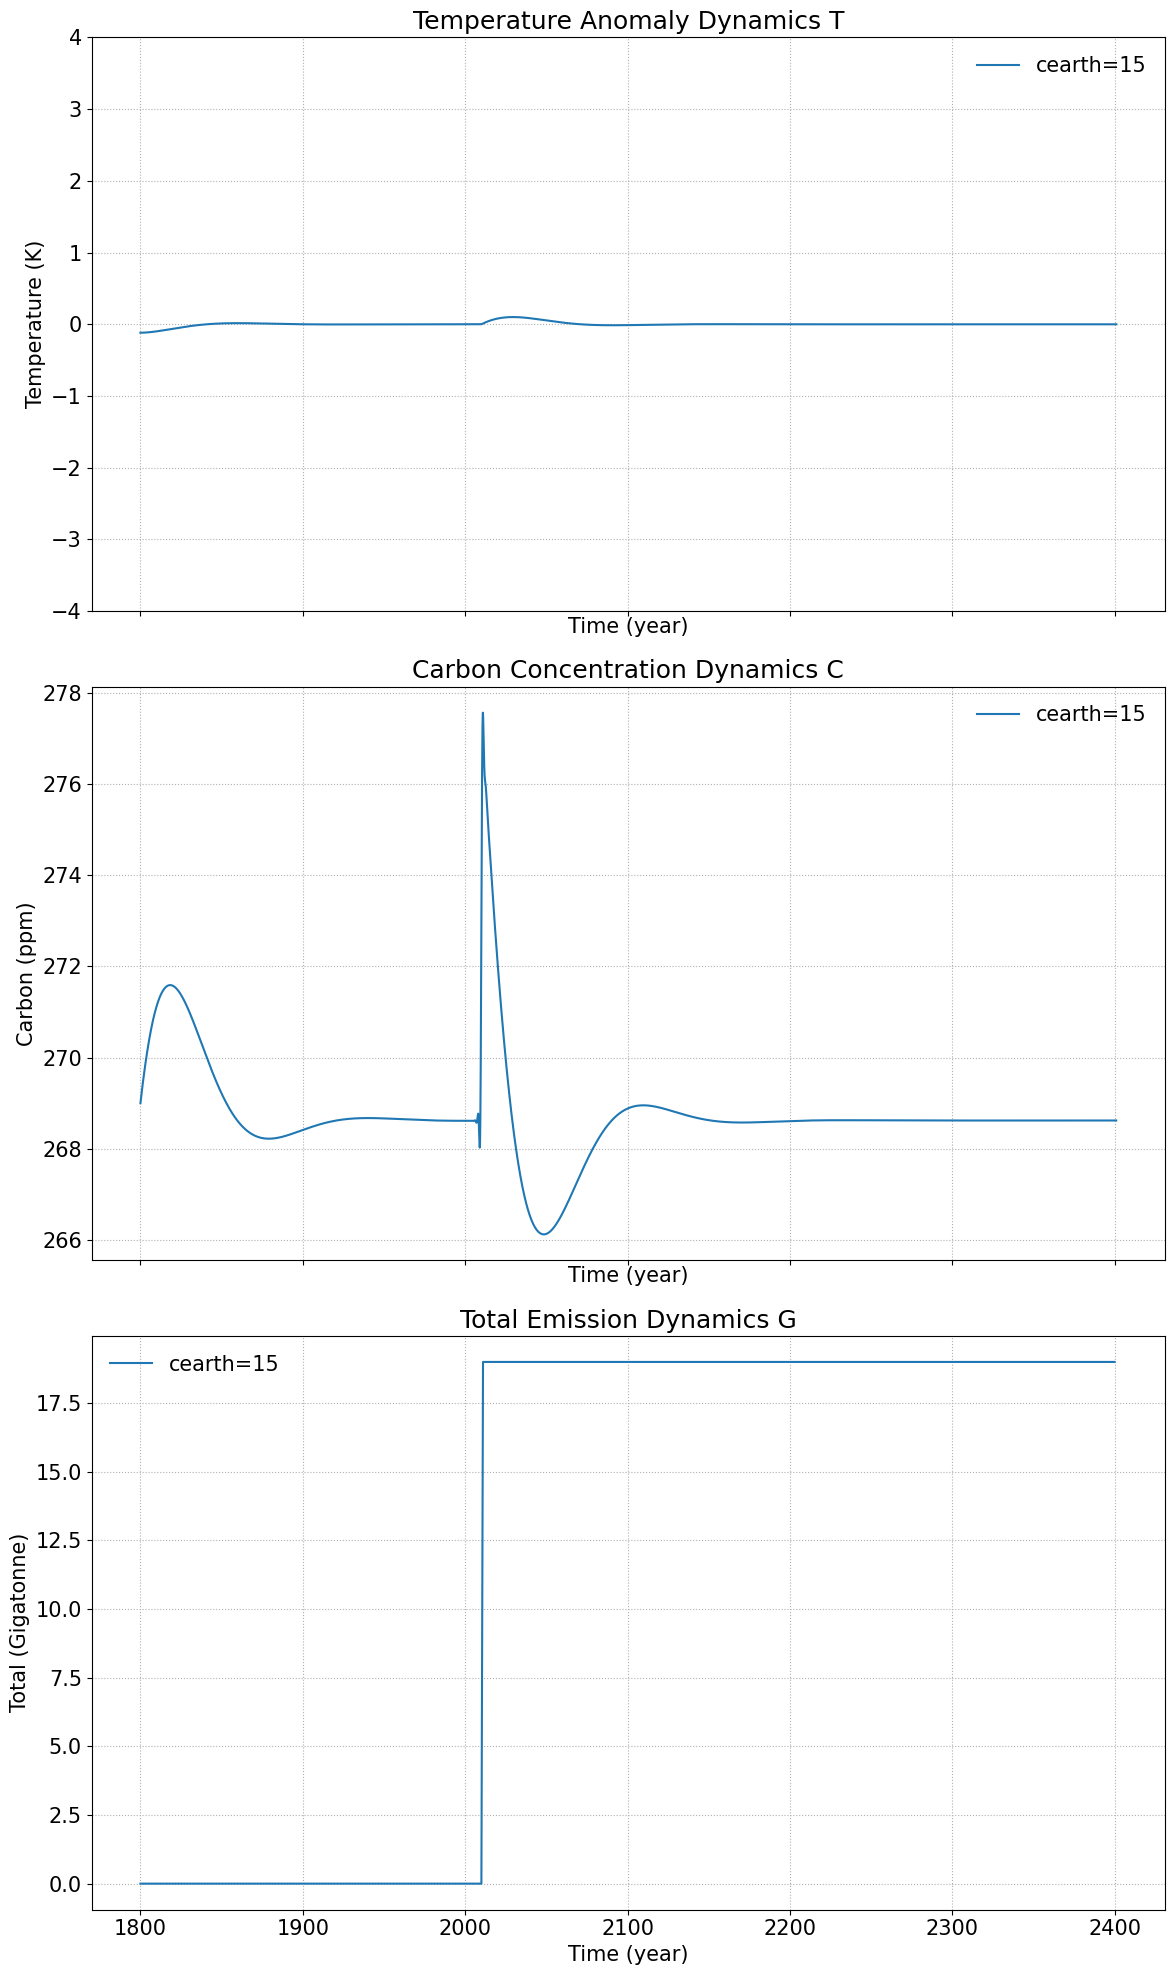 Temperature Anomaly Dynamics T
cearth=15
4
3
2
1
0
−1
−2
−3
−4
Temperature (K)
Time (year)
Carbon Concentration Dynamics C
cearth=15
278
276
274
272
270
268
266
Carbon (ppm)
Time (year)
Total Emission Dynamics G
cearth=15
17.5
15.0
12.5
10.0
7.5
5.0
2.5
0.0
Total (Gigatonne)
1800 1900 2000 2100 2200 2300 2400
Time (year)